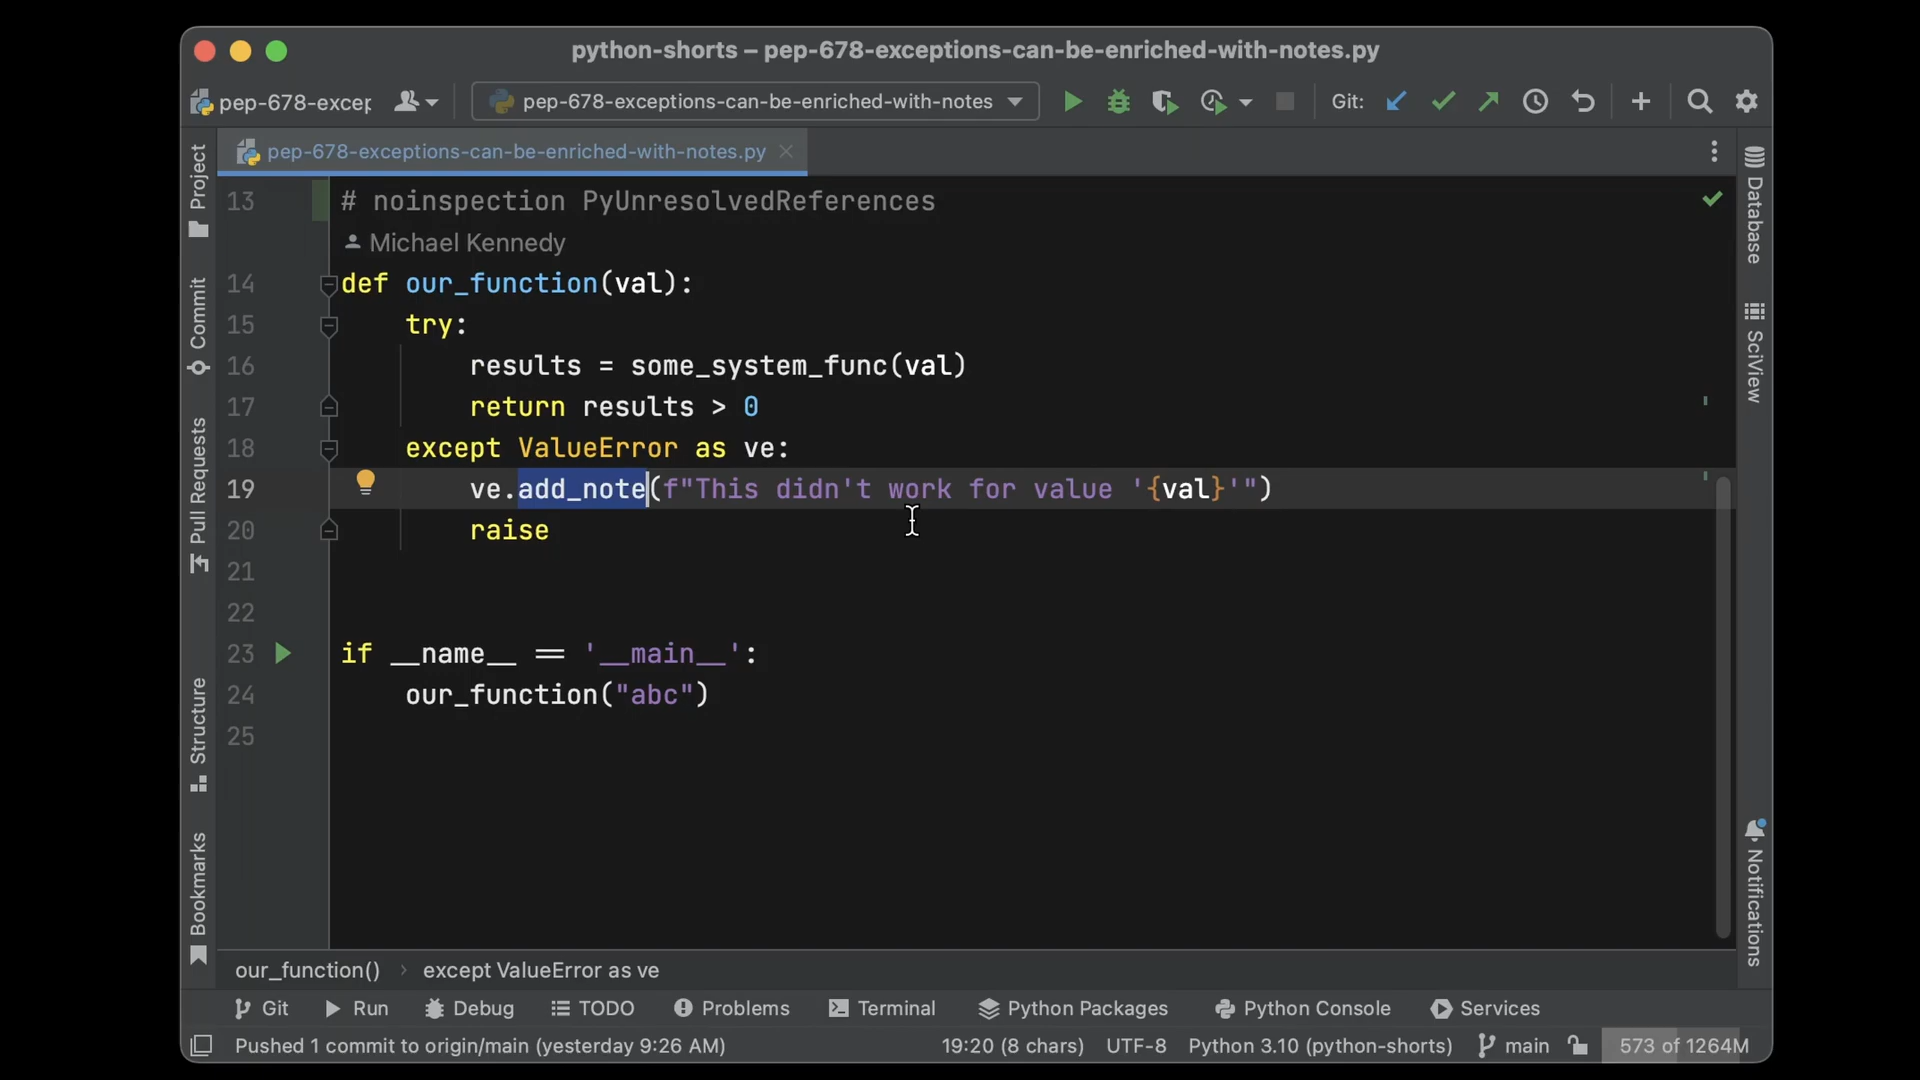 python-shorts – pep-678-exceptions-can-be-enriched-with-notes.py
pep-678-excep
pep-678-exceptions-can-be-enriched-with-notes
Git:
pep-678-exceptions-can-be-enriched-with-notes.py
Project
Commit
Pull Requests
Structure
Bookmarks
13 # noinspection PyUnresolvedReferences
Michael Kennedy
14 def our_function(val):
15 try:
16 results = some_system_func(val)
17 return results > 0
18 except ValueError as ve:
19 ve.add_note(f"This didn't work for value '{val}'")
20 raise
21
22
23 if __name__ == '__main__':
24 our_function("abc")
25
Database
SciView
Notifications
our_function() › except ValueError as ve
Git Run Debug TODO Problems Terminal Python Packages Python Console Services
Pushed 1 commit to origin/main (yesterday 9:26 AM) 19:20 (8 chars) UTF-8 Python 3.10 (python-shorts) main 573 of 1264M